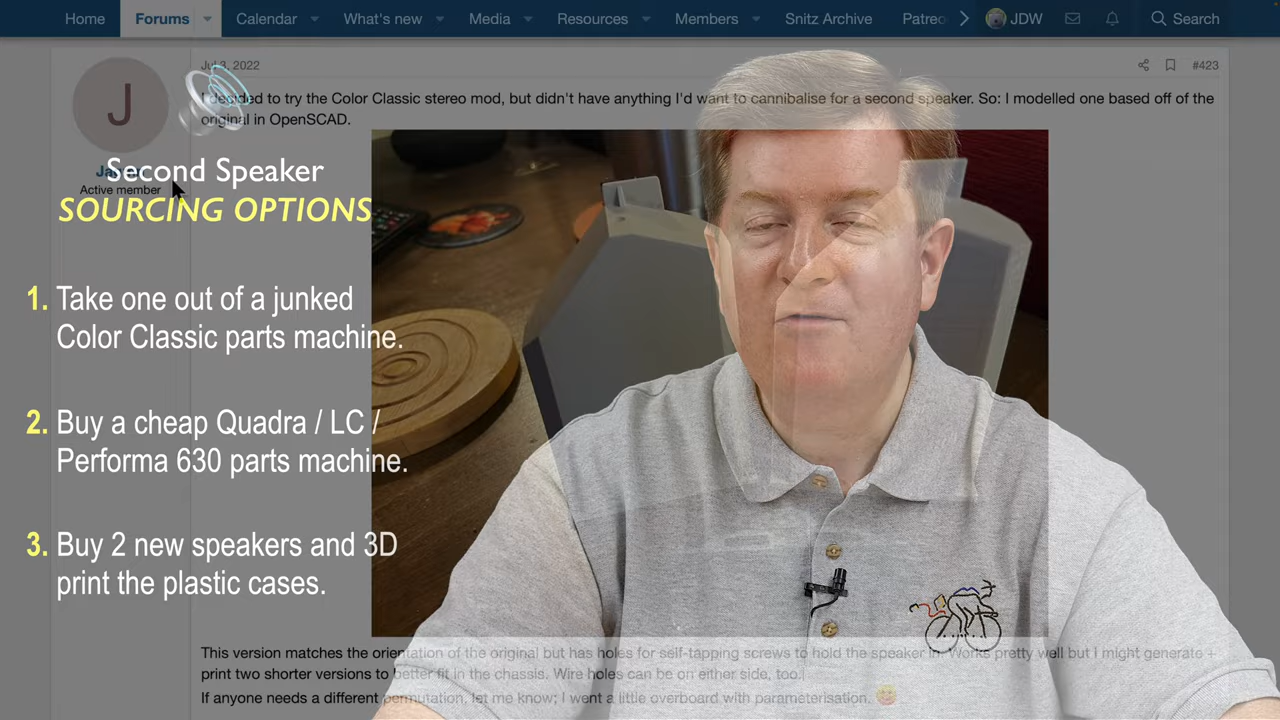 Home
Forums
Calendar
What's new
Media
Resources
Members
Snitz Archive
JDW
Search
J
Jul 3, 2022
#423
I decided to try the Color Classic stereo mod, but didn't have anything I'd want to cannibalise for a second speaker. So: I modelled one based off of the
original in OpenSCAD.
Active member
Second Speaker
SOURCING OPTIONS
1. Take one out of a junked
Color Classic parts machine.
2. Buy a cheap Quadra / LC /
Performa 630 parts machine.
3. Buy 2 new speakers and 3D
print the plastic cases.
This version matches the orientation of the original but has holes for self-tapping screws to hold the speaker in. Works pretty well but I might generate +
print two shorter versions to better fit in the chassis. Wire holes can be on either side, too.
If anyone needs a different permutation, let me know; I went a little overboard with parameterisation.